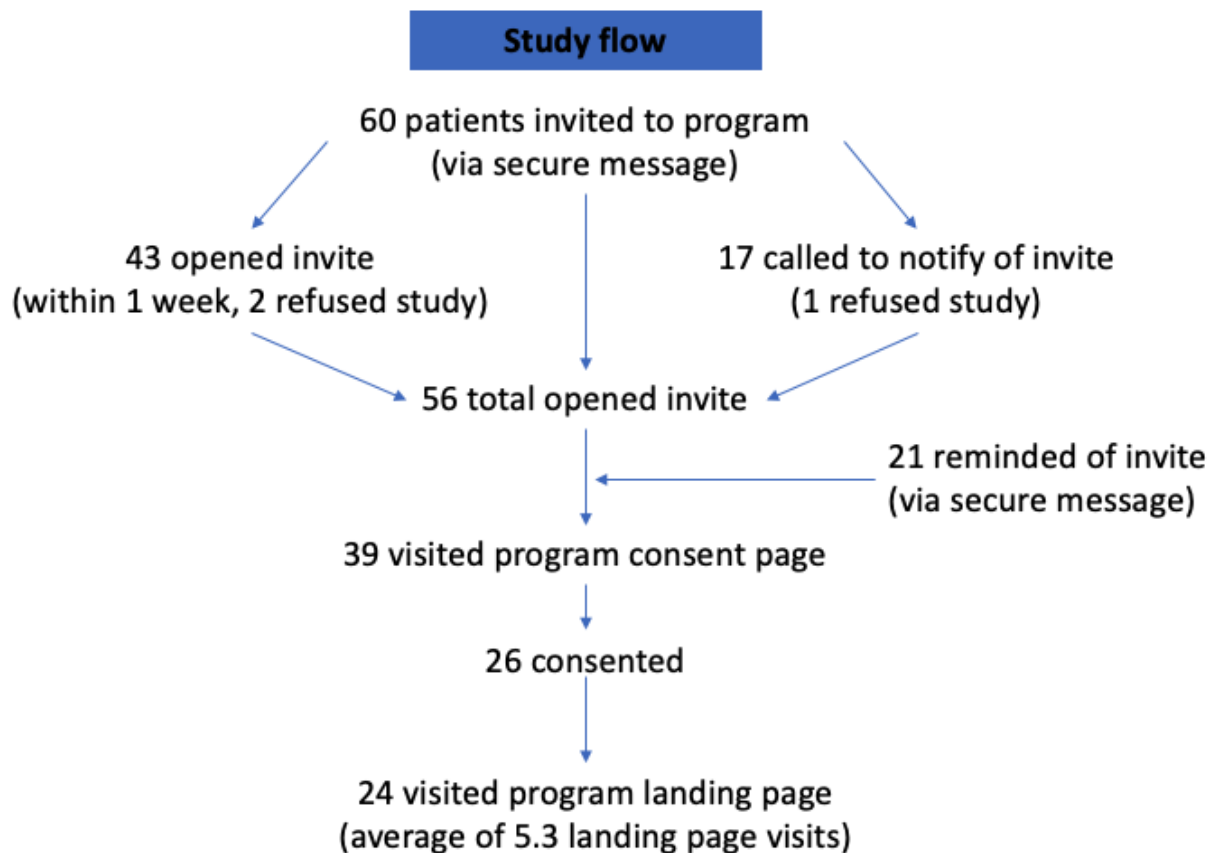 Study flow
60 patients invited to program
(via secure message)
43 opened invite
(within 1 week, 2 refused study)
17 called to notify of invite
(1 refused study)
56 total opened invite
21 reminded of invite
(via secure message)
39 visited program consent page
26 consented
24 visited program landing page
(average of 5.3 landing page visits)